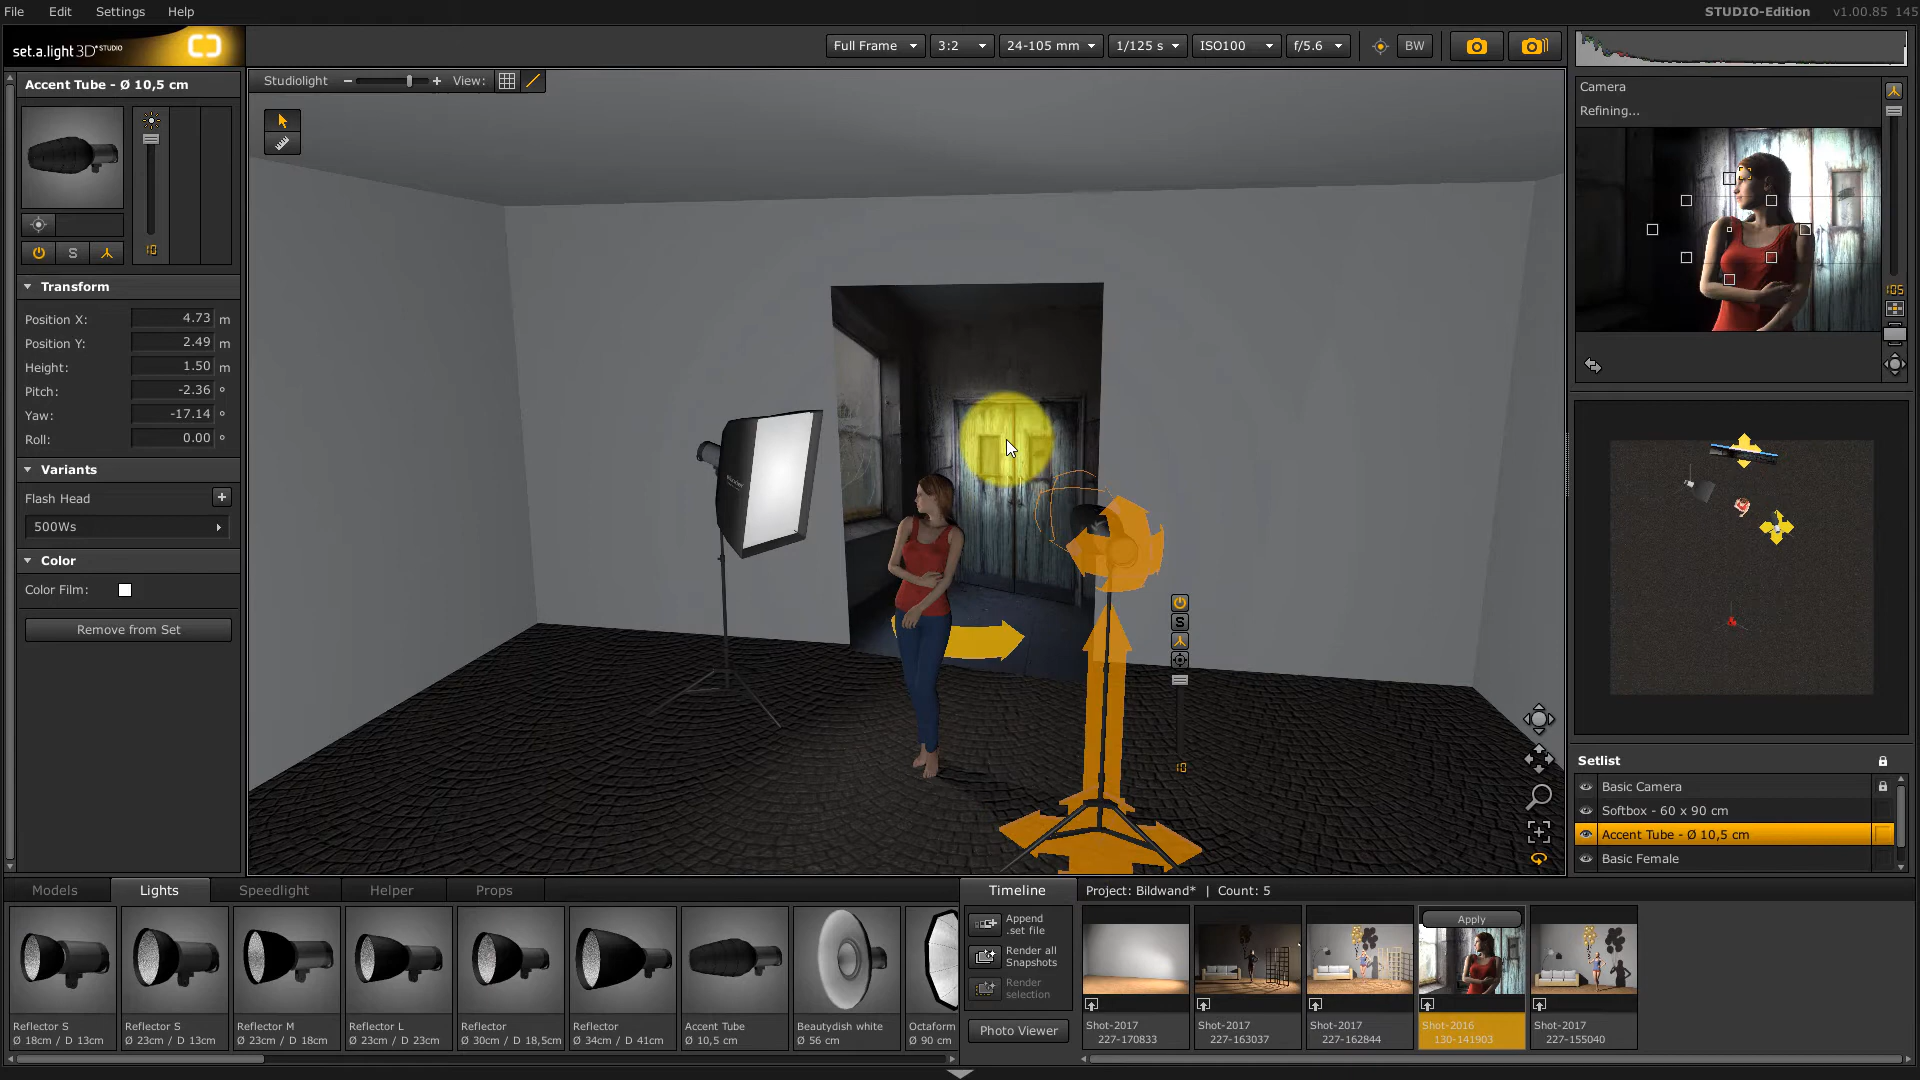 File Edit Settings Help
STUDIO-Edition v1.00.85 145
set.a.light 3D STUDIO
Full Frame 3:2 24-105 mm 1/125 s ISO100 f/5.6 BW
Studiolight − + View:
Accent Tube - Ø 10,5 cm
10
Transform
Position X: 4.73 m
Position Y: 2.49 m
Height: 1.50 m
Pitch: -2.36 °
Yaw: -17.14 °
Roll: 0.00 °
Variants
Flash Head +
500Ws
Color
Color Film:
Remove from Set
S
S
10
Camera
Refining...
105
Setlist
Basic Camera
Softbox - 60 x 90 cm
Accent Tube - Ø 10,5 cm
Basic Female
Models Lights Speedlight Helper Props
Reflector S
Ø 18cm / D 13cm
Reflector S
Ø 23cm / D 13cm
Reflector M
Ø 23cm / D 18cm
Reflector L
Ø 23cm / D 23cm
Reflector
Ø 30cm / D 18,5cm
Reflector
Ø 34cm / D 41cm
Accent Tube
Ø 10,5 cm
Beautydish white
Ø 56 cm
Octaform
Ø 90 cm
Timeline
Project: Bildwand* | Count: 5
Append
.set file
Render all
Snapshots
Render
selection
Photo Viewer
Shot-2017
227-170833
Shot-2017
227-163037
Shot-2017
227-162844
Apply
Shot-2016
130-141903
Shot-2017
227-155040